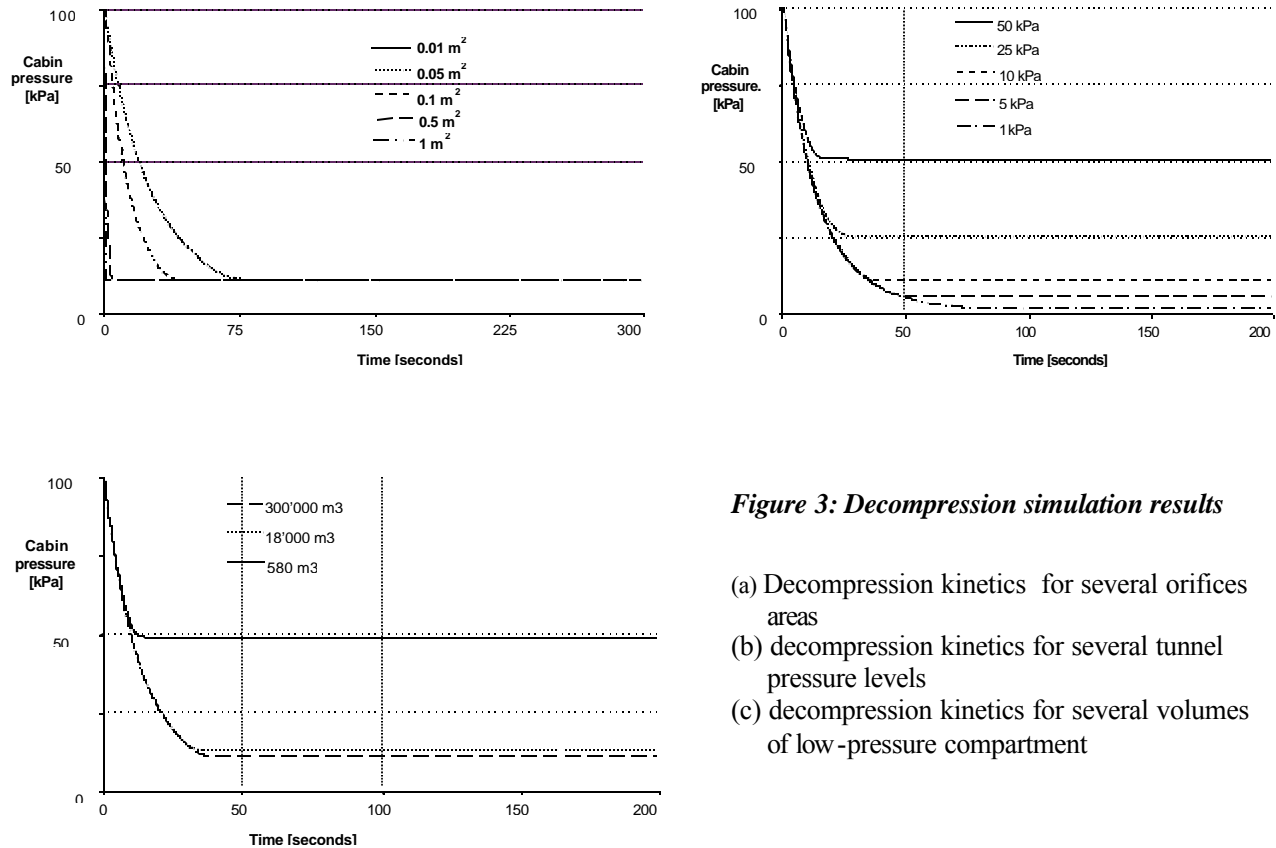 100
Cabin
pressure
[kPa]
50
0
0.01 m²
0.05 m²
0.1 m²
0.5 m²
1 m²
0 75 150 225 300
Time [seconds]
100
Cabin
pressure.
[kPa]
50
0
50 kPa
25 kPa
10 kPa
5 kPa
1 kPa
0 50 100 150 200
Time [seconds]
100
Cabin
pressure
[kPa]
50
0
300'000 m3
18'000 m3
580 m3
0 50 100 150 200
Time [seconds]
Figure 3: Decompression simulation results
(a) Decompression kinetics for several orifices
areas
(b) decompression kinetics for several tunnel
pressure levels
(c) decompression kinetics for several volumes
of low-pressure compartment